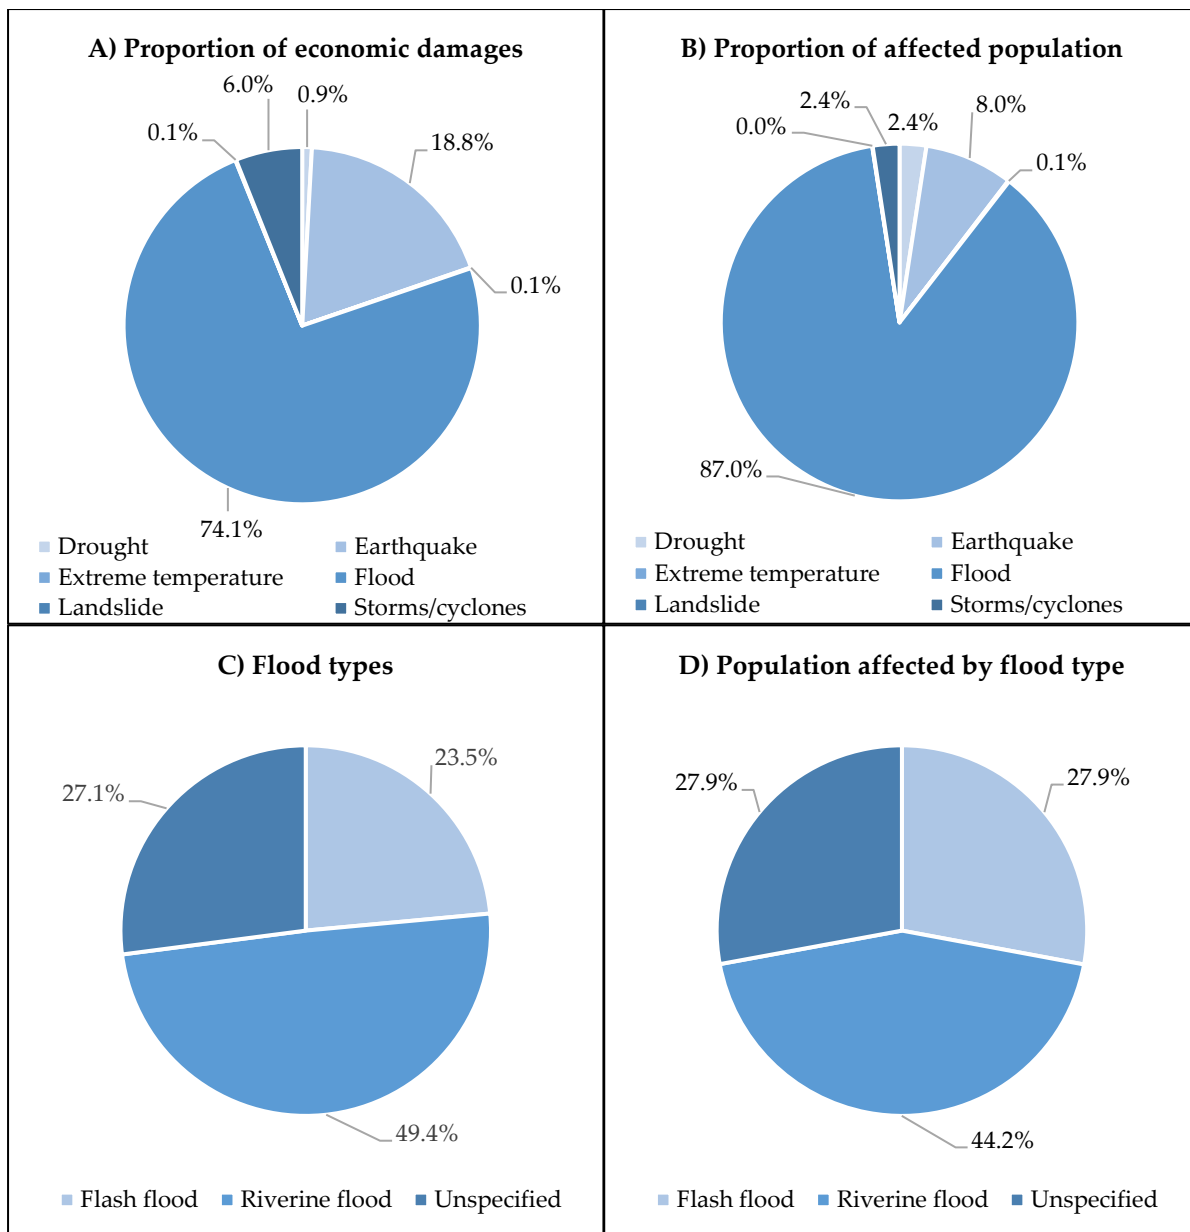 A) Proportion of economic damages
6.0%
0.9%
0.1%
18.8%
0.1%
74.1%
Drought
Earthquake
Extreme temperature
Flood
Landslide
Storms/cyclones
B) Proportion of affected population
2.4%
8.0%
0.0%
2.4%
0.1%
87.0%
Drought
Earthquake
Extreme temperature
Flood
Landslide
Storms/cyclones
C) Flood types
23.5%
27.1%
49.4%
Flash flood
Riverine flood
Unspecified
D) Population affected by flood type
27.9%
27.9%
44.2%
Flash flood
Riverine flood
Unspecified